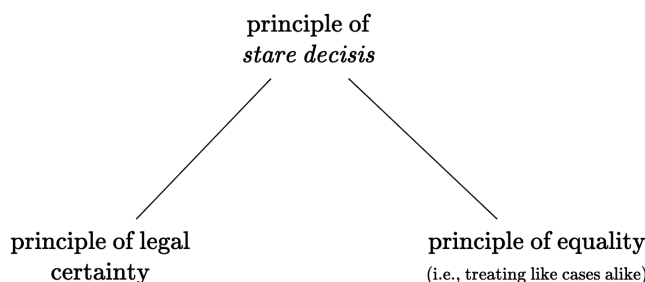 principle of
stare decisis
principle of legal
certainty
principle of equality
(i.e., treating like cases alike)